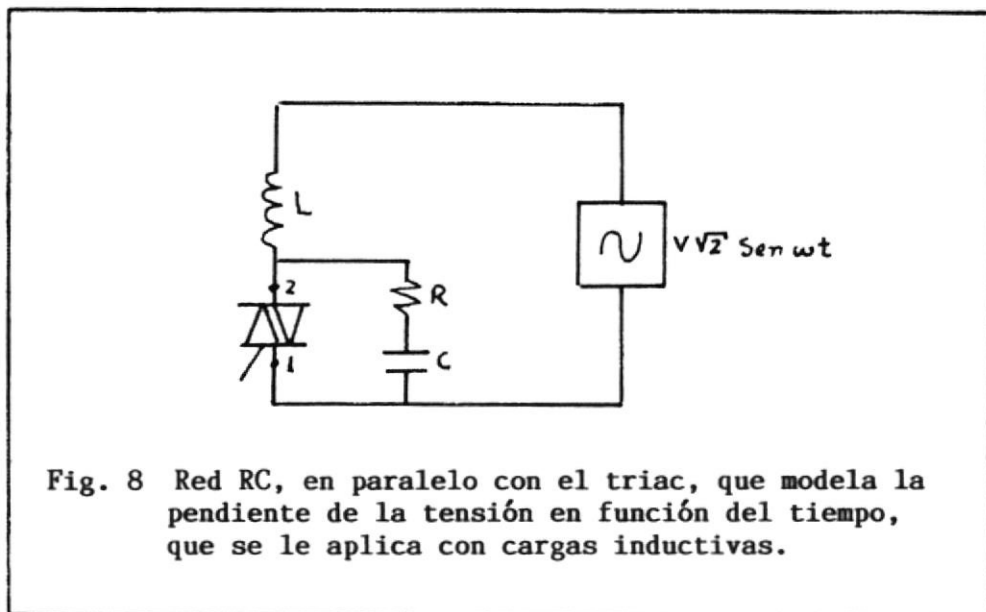 L
V√2 Sen ωt
2
R
1
C
Fig. 8 Red RC, en paralelo con el triac, que modela la
pendiente de la tensión en función del tiempo,
que se le aplica con cargas inductivas.